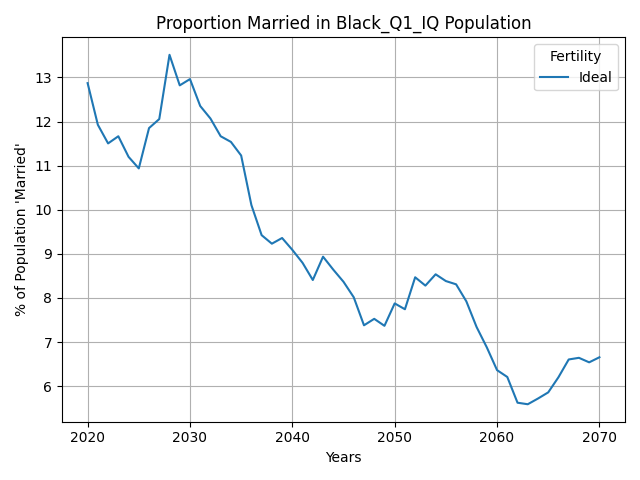 Proportion Married in Black_Q1_IQ Population
Fertility
Ideal
% of Population 'Married'
13
12
11
10
9
8
7
6
2020 2030 2040 2050 2060 2070
Years